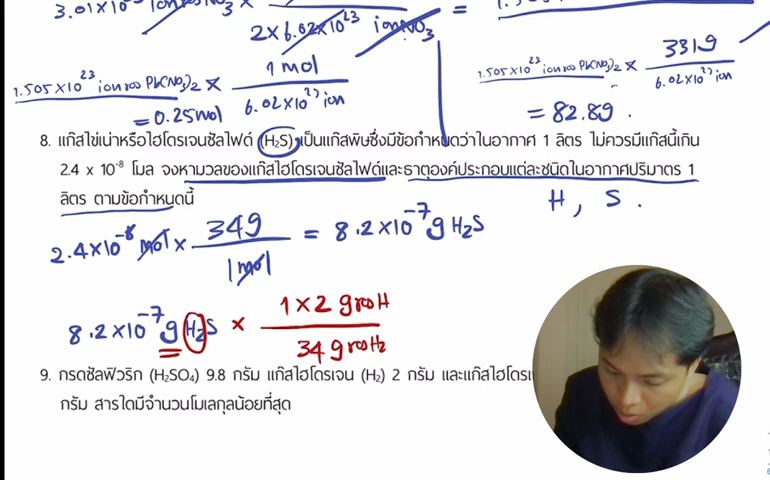 3.01×10
2×6.02×10²³ ion NO₃ =
1.505×10²³ ion ของ Pb(NO₃)₂ × 1 mol / 6.02×10²³ ion
= 0.25 mol
1.505×10²³ ion ของ Pb(NO₃)₂ × 331g / 6.02×10²³ ion
= 82.8g.
8. แก๊สไข่เน่าหรือไฮโดรเจนซัลไฟด์ (H₂S) เป็นแก๊สพิษซึ่งมีข้อกำหนดว่าในอากาศ 1 ลิตร ไม่ควรมีแก๊สนี้เกิน
2.4 x 10⁻⁸ โมล จงหามวลของแก๊สไฮโดรเจนซัลไฟด์และธาตุองค์ประกอบแต่ละชนิดในอากาศปริมาตร 1
ลิตร ตามข้อกำหนดนี้
H, S.
2.4×10⁻⁸ mol × 34g / 1mol = 8.2×10⁻⁷ g H₂S
8.2×10⁻⁷ g H₂S × 1×2 g ของ H / 34 g ของ H₂
9. กรดซัลฟิวริก (H₂SO₄) 9.8 กรัม แก๊สไฮโดรเจน (H₂) 2 กรัม และแก๊สไฮโดรเ
กรัม สารใดมีจำนวนโมเลกุลน้อยที่สุด